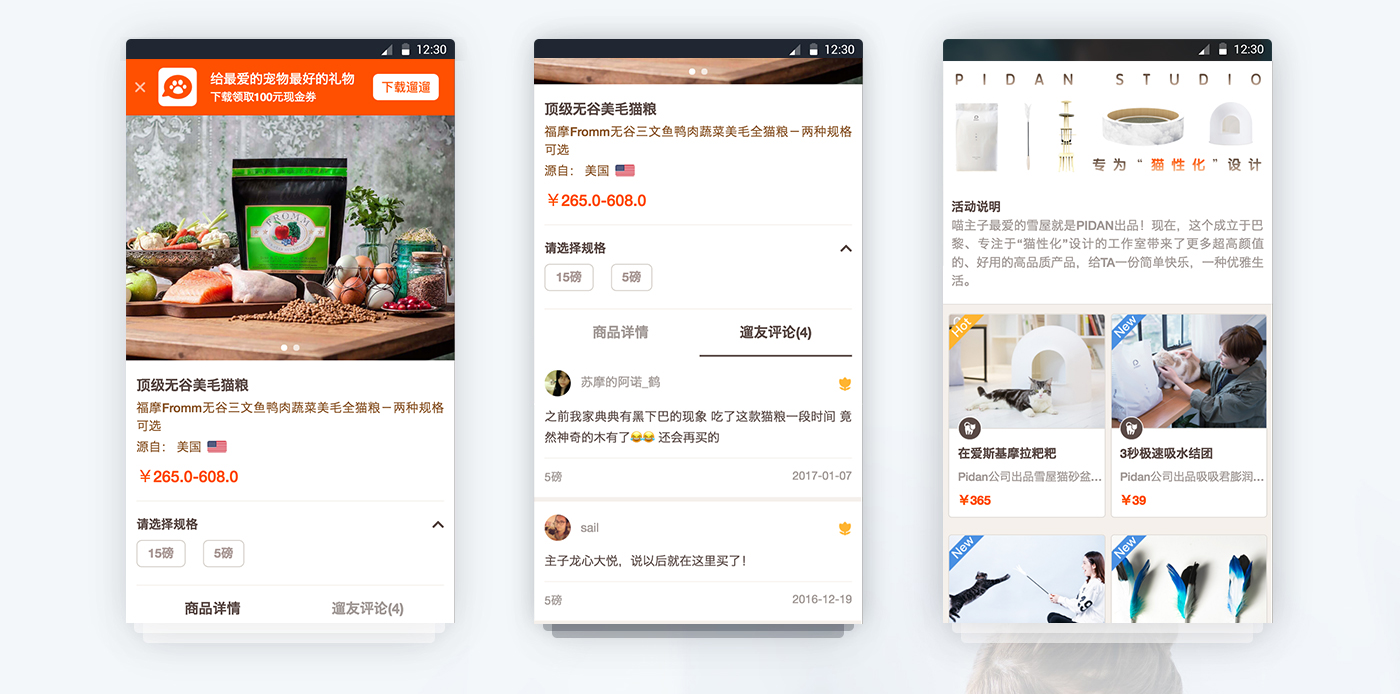 12:30
给最爱的宠物最好的礼物
下载领取100元现金券
下载遛遛
FROMM
顶级无谷美毛猫粮
福摩Fromm无谷三文鱼鸭肉蔬菜美毛全猫粮－两种规格
可选
源自： 美国
￥265.0-608.0
请选择规格
15磅
5磅
商品详情
遛友评论(4)
12:30
顶级无谷美毛猫粮
福摩Fromm无谷三文鱼鸭肉蔬菜美毛全猫粮－两种规格
可选
源自： 美国
￥265.0-608.0
请选择规格
15磅
5磅
商品详情
遛友评论(4)
苏摩的阿诺_鹤
之前我家典典有黑下巴的现象 吃了这款猫粮一段时间 竟
然神奇的木有了😂😂 还会再买的
5磅
2017-01-07
sail
主子龙心大悦，说以后就在这里买了！
5磅
2016-12-19
12:30
PIDAN STUDIO
专为“猫性化”设计
活动说明
喵主子最爱的雪屋就是PIDAN出品！现在，这个成立于巴
黎、专注于“猫性化”设计的工作室带来了更多超高颜值
的、好用的高品质产品，给TA一份简单快乐，一种优雅生
活。
Hot
在爱斯基摩拉粑粑
Pidan公司出品雪屋猫砂盆...
¥365
New
3秒极速吸水结团
Pidan公司出品吸吸君膨润...
¥39
New
New